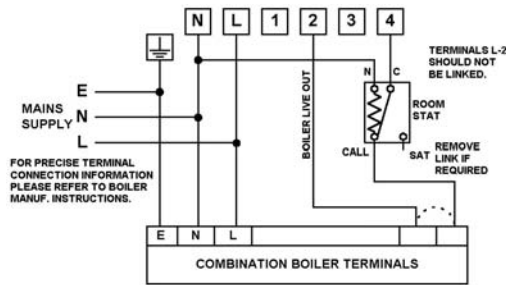 N L 1 2 3 4
TERMINALS L-2
SHOULD NOT
BE LINKED.
N C
E
MAINS
SUPPLY
N
L
BOILER LIVE OUT
ROOM
STAT
CALL
SAT
REMOVE
LINK IF
REQUIRED
FOR PRECISE TERMINAL
CONNECTION INFORMATION
PLEASE REFER TO BOILER
MANUF. INSTRUCTIONS.
E N L
COMBINATION BOILER TERMINALS